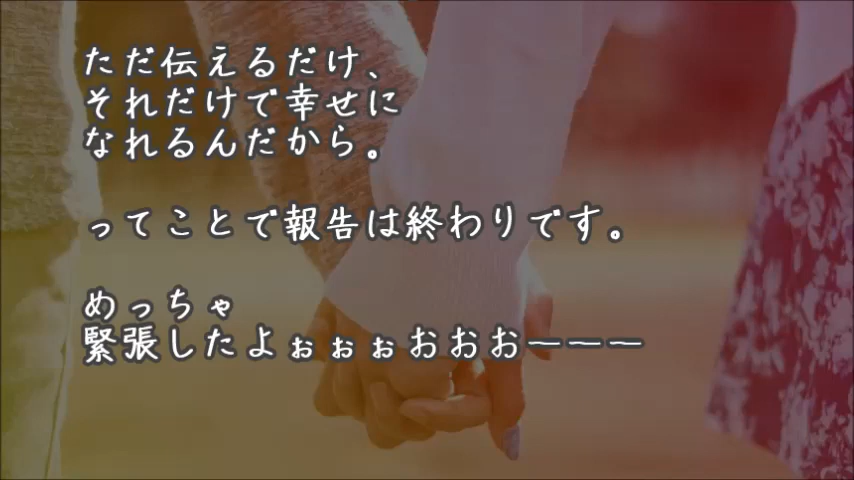 ただ伝えるだけ、
それだけで幸せに
なれるんだから。
ってことで報告は終わりです。
めっちゃ
緊張したよぉぉぉおおおーーー